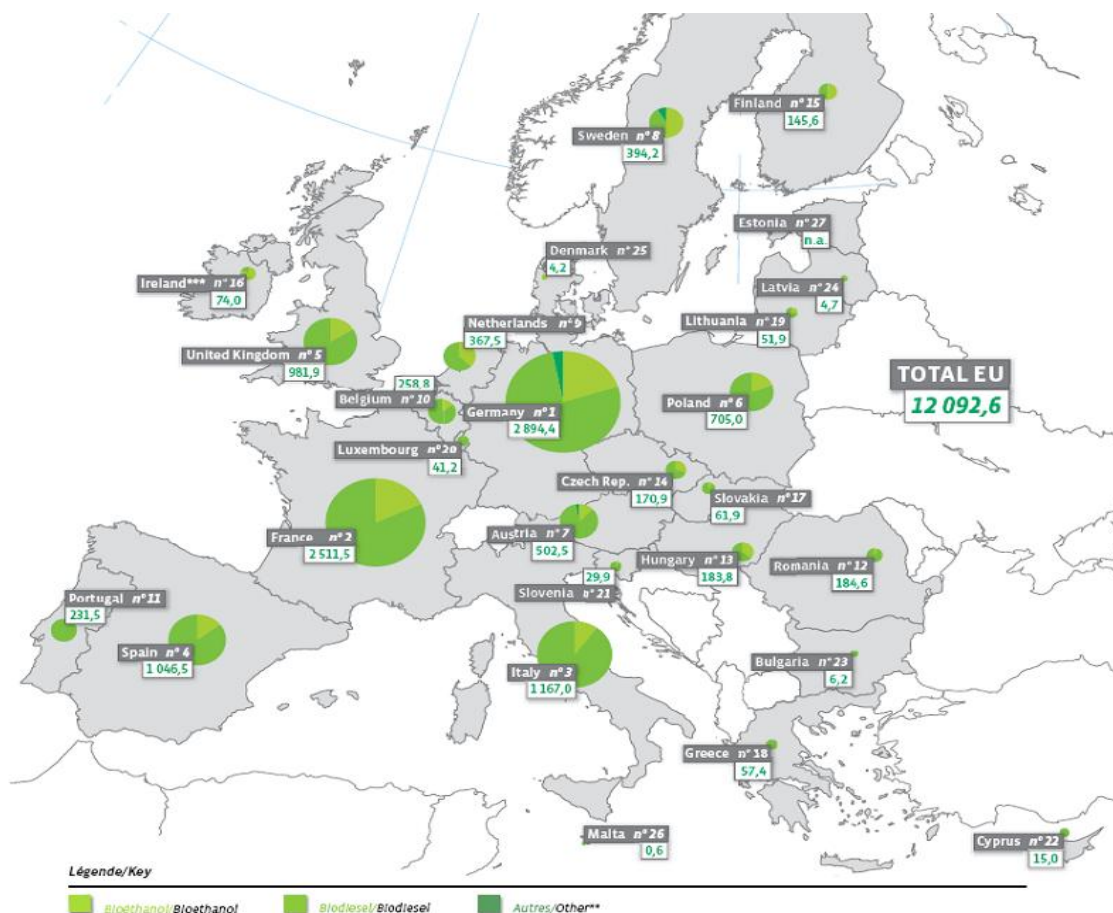 Finland n°15
145,6
Sweden n°8
394,2
Estonia n°27
n.a.
Denmark n°25
4,2
Ireland*** n°16
74,0
Latvia n°24
4,7
Lithuania n°19
51,9
Netherlands n°9
367,5
United Kingdom n°5
981,9
TOTAL EU
12 092,6
258,8
Belgium n°10
Germany n°1
2 894,4
Poland n°6
705,0
Luxembourg n°20
41,2
Czech Rep. n°14
170,9
Slovakia n°17
61,9
France n°2
2 511,5
Austria n°7
502,5
Hungary n°13
183,8
Romania n°12
184,6
29,9
Slovenia n°21
Portugal n°11
231,5
Spain n°4
1 046,5
Italy n°3
1 167,0
Bulgaria n°23
6,2
Greece n°18
57,4
Malta n°26
0,6
Cyprus n°22
15,0
Légende/Key
Bioéthanol/Bioethanol Biodiesel/Biodiesel Autres/Other**